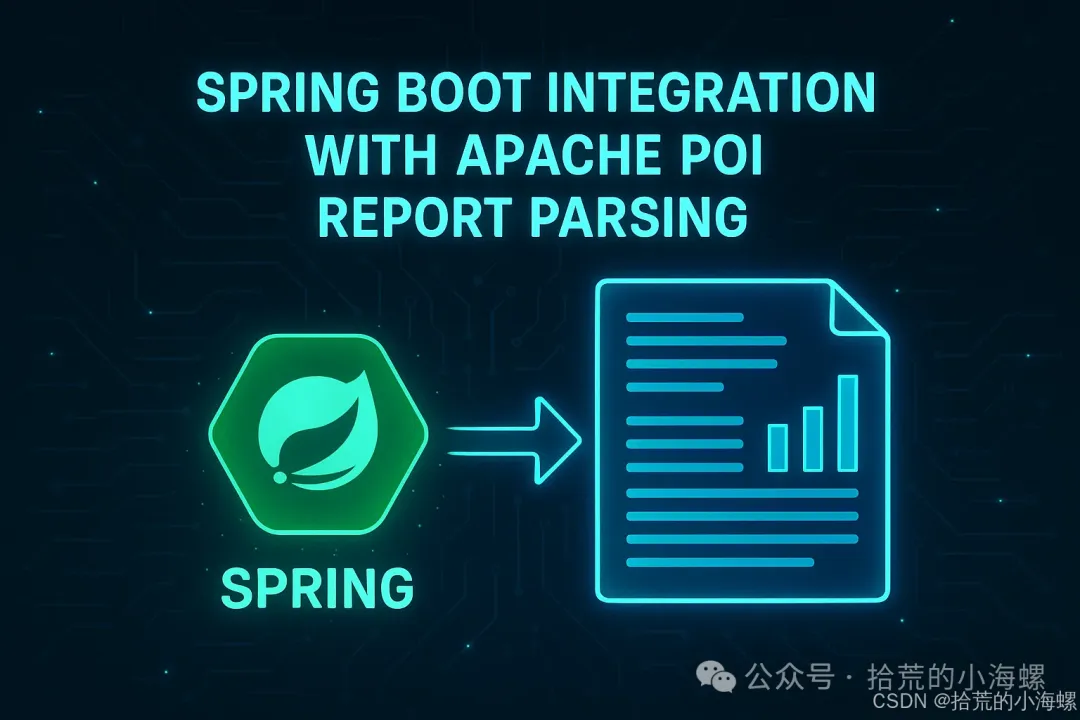 SPRING BOOT INTEGRATION
WITH APACHE POI
REPORT PARSING
SPRING
公众号 · 拾荒的小海螺
CSDN @拾荒的小海螺